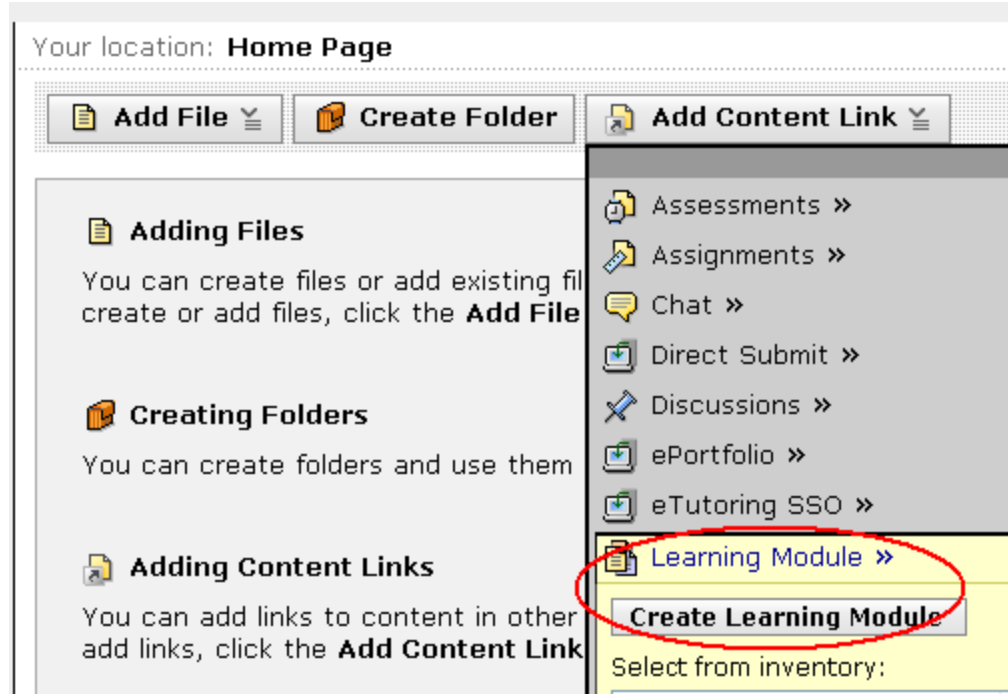 Your location: Home Page
Add File
Create Folder
Add Content Link
Adding Files
You can create files or add existing fil
create or add files, click the Add File
Creating Folders
You can create folders and use them
Adding Content Links
You can add links to content in other
add links, click the Add Content Link
Assessments »
Assignments »
Chat »
Direct Submit »
Discussions »
ePortfolio »
eTutoring SSO »
Learning Module »
Create Learning Module
Select from inventory: